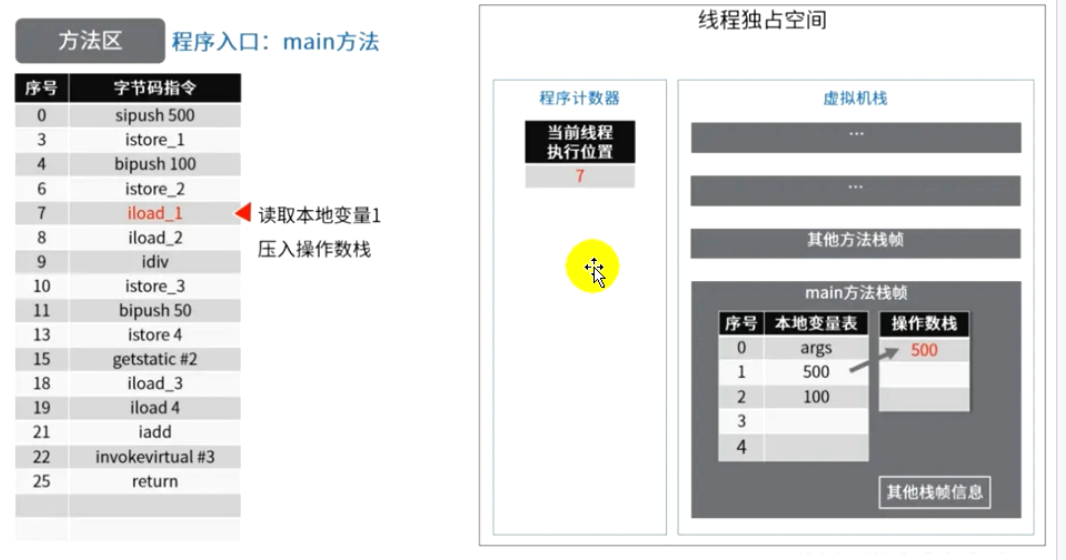 方法区 程序入口：main方法
序号 字节码指令
0 sipush 500
3 istore_1
4 bipush 100
6 istore_2
7 iload_1
8 iload_2
9 idiv
10 istore_3
11 bipush 50
13 istore 4
15 getstatic #2
18 iload_3
19 iload 4
21 iadd
22 invokevirtual #3
25 return
读取本地变量1
压入操作数栈
线程独占空间
程序计数器
当前线程
执行位置
7
虚拟机栈
...
...
其他方法栈帧
main方法栈帧
序号 本地变量表 操作数栈
0 args 500
1 500
2 100
3
4
其他栈帧信息